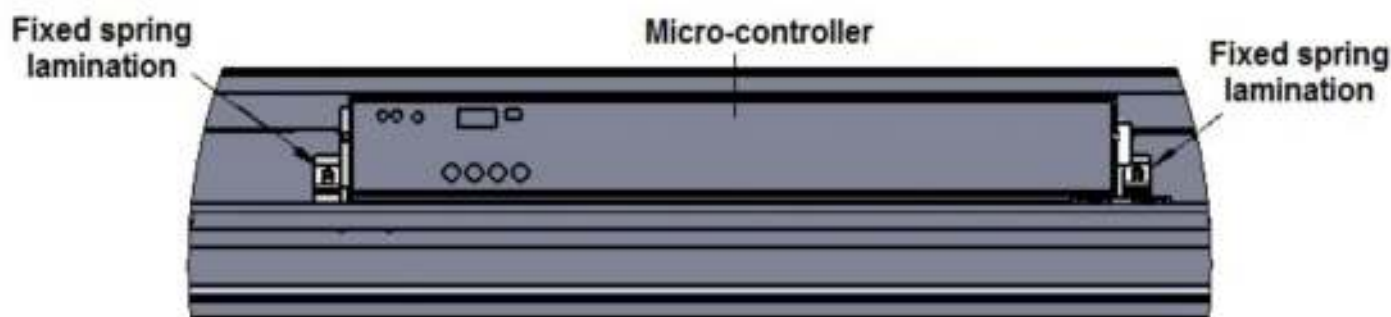 Fixed spring
lamination
Micro-controller
Fixed spring
lamination